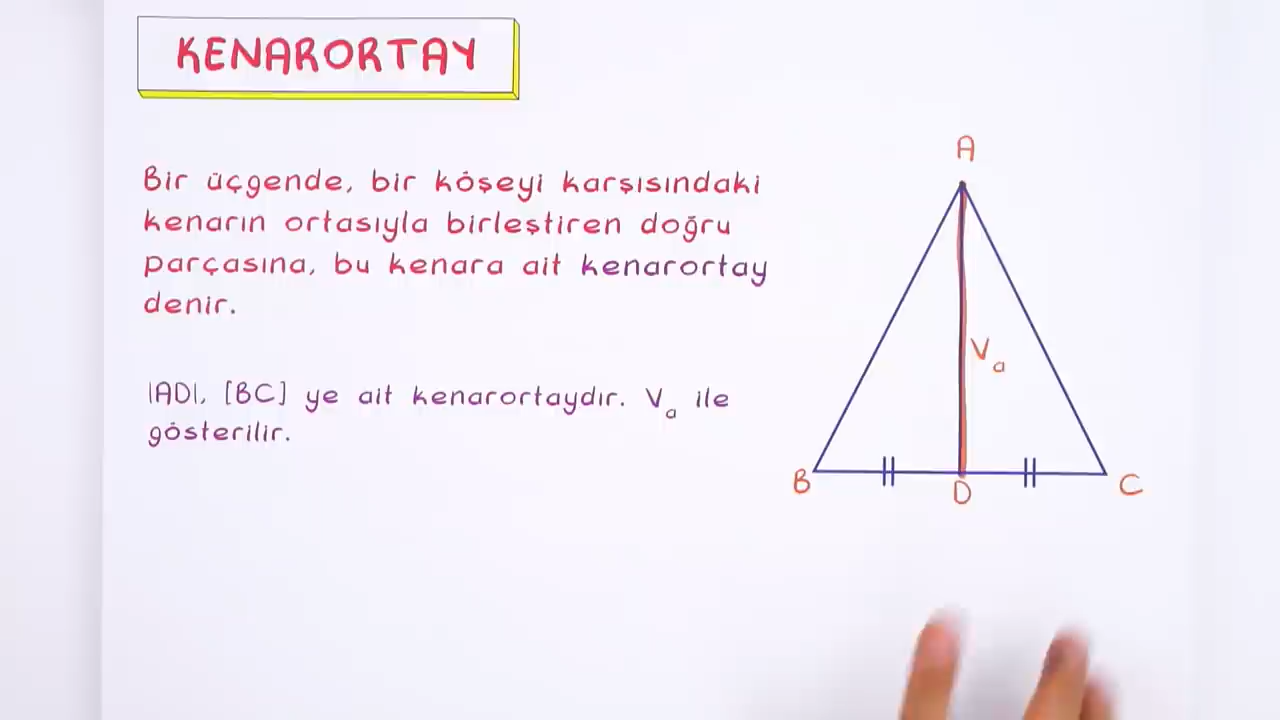 KENARORTAY
Bir üçgende, bir köşeyi karşısındaki
kenarın ortasıyla birleştiren doğru
parçasına, bu kenara ait kenarortay
denir.
|AD|, [BC] ye ait kenarortaydır. Va ile
gösterilir.
A
Va
B
D
C